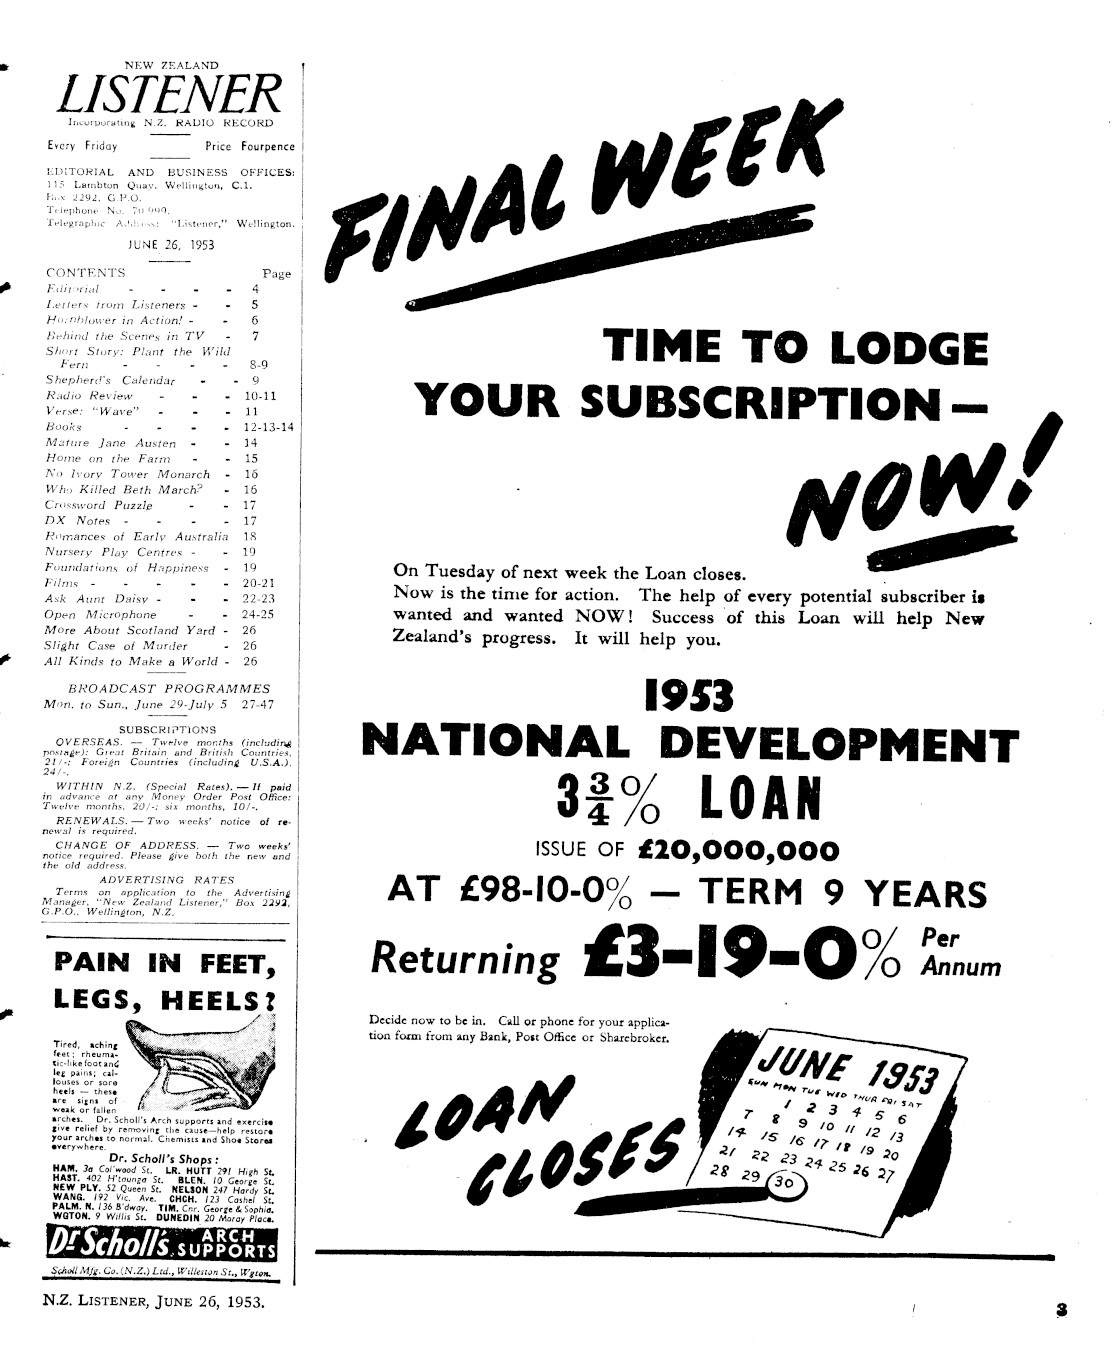 NEW ZEALAND
LISTENER
Incorporating N.Z. RADIO RECORD
Every Friday Price Fourpence
EDITORIAL AND BUSINESS OFFICES:
115 Lambton Quay, Wellington, C.1.
Box 2292, G.P.O.
Telephone No. 70-999.
Telegraphic Address: "Listener," Wellington.
JUNE 26, 1953
CONTENTS Page
Editorial - - - - 4
Letters from Listeners - - 5
Hornblower in Action! - - 6
Behind the Scenes in TV - 7
Short Story: Plant the Wild
Fern - - - - 8-9
Shepherd's Calendar - - 9
Radio Review - - - 10-11
Verse: "Wave" - - - 11
Books - - - - 12-13-14
Mature Jane Austen - - 14
Home on the Farm - - 15
No Ivory Tower Monarch - 16
Who Killed Beth March? - 16
Crossword Puzzle - - 17
DX Notes - - - - 17
Romances of Early Australia 18
Nursery Play Centres - - 19
Foundations of Happiness - 19
Films - - - - - 20-21
Ask Aunt Daisy - - - 22-23
Open Microphone - - 24-25
More About Scotland Yard - 26
Slight Case of Murder - 26
All Kinds to Make a World - 26
BROADCAST PROGRAMMES
Mon. to Sun., June 29-July 5 27-47
SUBSCRIPTIONS
OVERSEAS. — Twelve months (including
postage): Great Britain and British Countries,
21/-; Foreign Countries (including U.S.A.),
24/-.
WITHIN N.Z. (Special Rates). — If paid
in advance at any Money Order Post Office:
Twelve months, 20/-; six months, 10/-.
RENEWALS. — Two weeks' notice of re-
newal is required.
CHANGE OF ADDRESS. — Two weeks'
notice required. Please give both the new and
the old address.
ADVERTISING RATES
Terms on application to the Advertising
Manager, "New Zealand Listener," Box 2292,
G.P.O., Wellington, N.Z.
PAIN IN FEET,
LEGS, HEELS?
Tired, aching
feet; rheuma-
tic-like foot and
leg pains; cal-
louses or sore
heels — these
are signs of
weak or fallen
arches. Dr. Scholl's Arch supports and exercise
give relief by removing the cause—help restore
your arches to normal. Chemists and Shoe Stores
everywhere.
Dr. Scholl's Shops:
HAM. 3a Col'wood St. LR. HUTT 291 High St.
HAST. 402 H'taunga St. BLEN. 10 George St.
NEW PLY. 52 Queen St. NELSON 247 Hardy St.
WANG. 192 Vic. Ave. CHCH. 123 Cashel St.
PALM. N. 136 B'dway. TIM. Cnr. George & Sophia.
WGTON. 9 Willis St. DUNEDIN 20 Moray Place.
Dr Scholl's ARCH
SUPPORTS
Scholl Mfg. Co. (N.Z.) Ltd., Willeston St., Wgton.
FINAL WEEK
TIME TO LODGE
YOUR SUBSCRIPTION —
NOW!
On Tuesday of next week the Loan closes.
Now is the time for action. The help of every potential subscriber is
wanted and wanted NOW! Success of this Loan will help New
Zealand's progress. It will help you.
1953
NATIONAL DEVELOPMENT
3¾% LOAN
ISSUE OF £20,000,000
AT £98-10-0% — TERM 9 YEARS
Returning £3-19-0% Per
Annum
Decide now to be in. Call or phone for your applica-
tion form from any Bank, Post Office or Sharebroker.
LOAN
CLOSES
JUNE 1953
SUN MON TUE WED THUR FRI SAT
1 2 3 4 5 6
7 8 9 10 11 12 13
14 15 16 17 18 19 20
21 22 23 24 25 26 27
28 29 30
N.Z. LISTENER, JUNE 26, 1953.
3